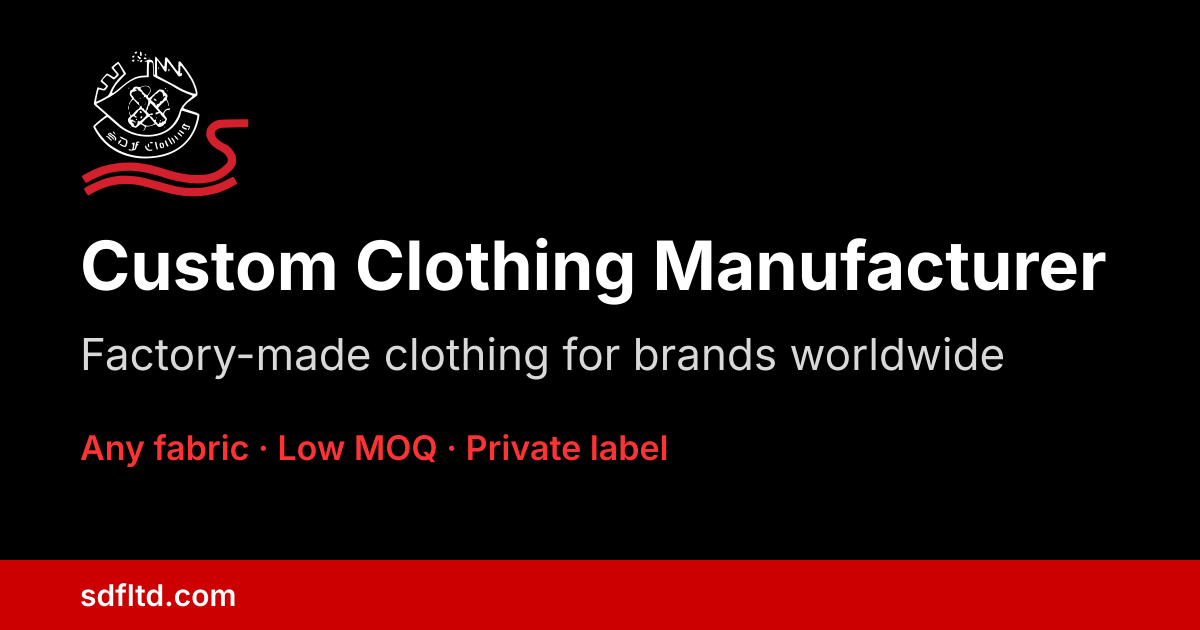 SDF Clothing
Custom Clothing Manufacturer
Factory-made clothing for brands worldwide
Any fabric · Low MOQ · Private label
sdfltd.com